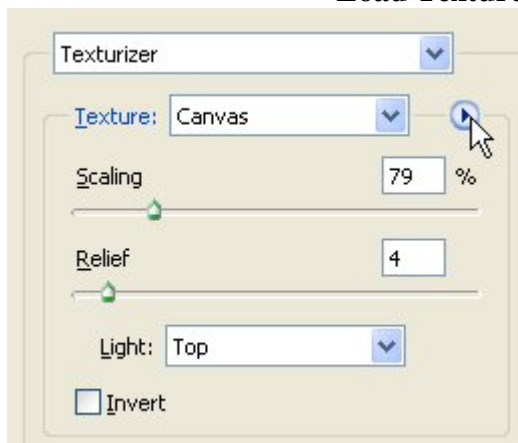 Texturizer
Texture: Canvas
Scaling 79 %
Relief 4
Light: Top
Invert